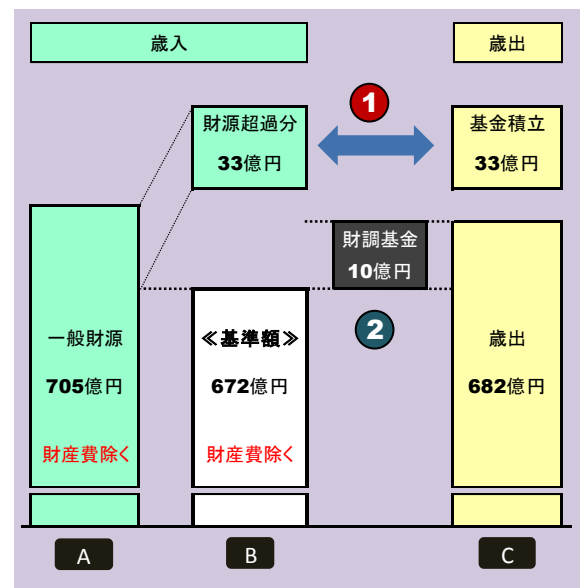 歳入
歳出
1
財源超過分
33億円
基金積立
33億円
財調基金
10億円
2
一般財源
705億円
財産費除く
≪基準額≫
672億円
財産費除く
歳出
682億円
A
B
C